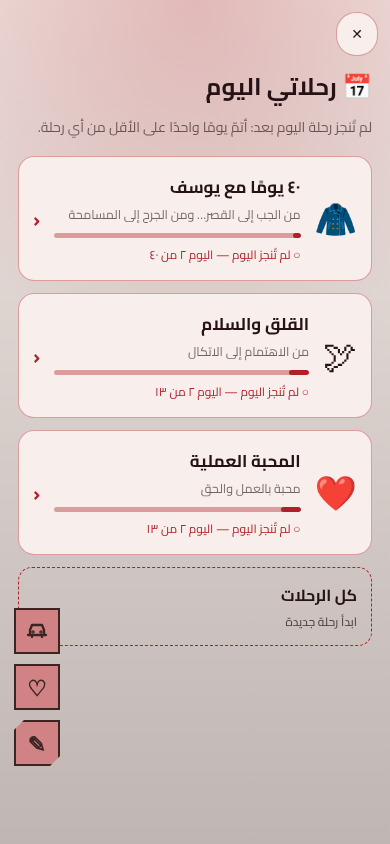 ×
📅 رحلاتي اليوم
لم تُنجز رحلة اليوم بعد: أتمّ يومًا واحدًا على الأقل من أي رحلة.
٤٠ يومًا مع يوسف
من الجب إلى القصر... ومن الجرح إلى المسامحة
○ لم تُنجز اليوم — اليوم ٢ من ٤٠
القلق والسلام
من الاهتمام إلى الاتكال
○ لم تُنجز اليوم — اليوم ٢ من ١٣
المحبة العملية
محبة بالعمل والحق
○ لم تُنجز اليوم — اليوم ٢ من ١٣
كل الرحلات
ابدأ رحلة جديدة